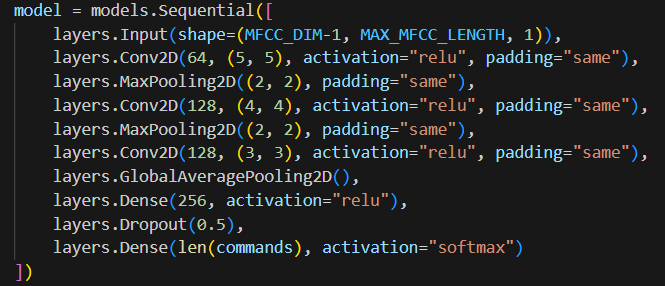 model = models.Sequential([
    layers.Input(shape=(MFCC_DIM-1, MAX_MFCC_LENGTH, 1)),
    layers.Conv2D(64, (5, 5), activation="relu", padding="same"),
    layers.MaxPooling2D((2, 2), padding="same"),
    layers.Conv2D(128, (4, 4), activation="relu", padding="same"),
    layers.MaxPooling2D((2, 2), padding="same"),
    layers.Conv2D(128, (3, 3), activation="relu", padding="same"),
    layers.GlobalAveragePooling2D(),
    layers.Dense(256, activation="relu"),
    layers.Dropout(0.5),
    layers.Dense(len(commands), activation="softmax")
])